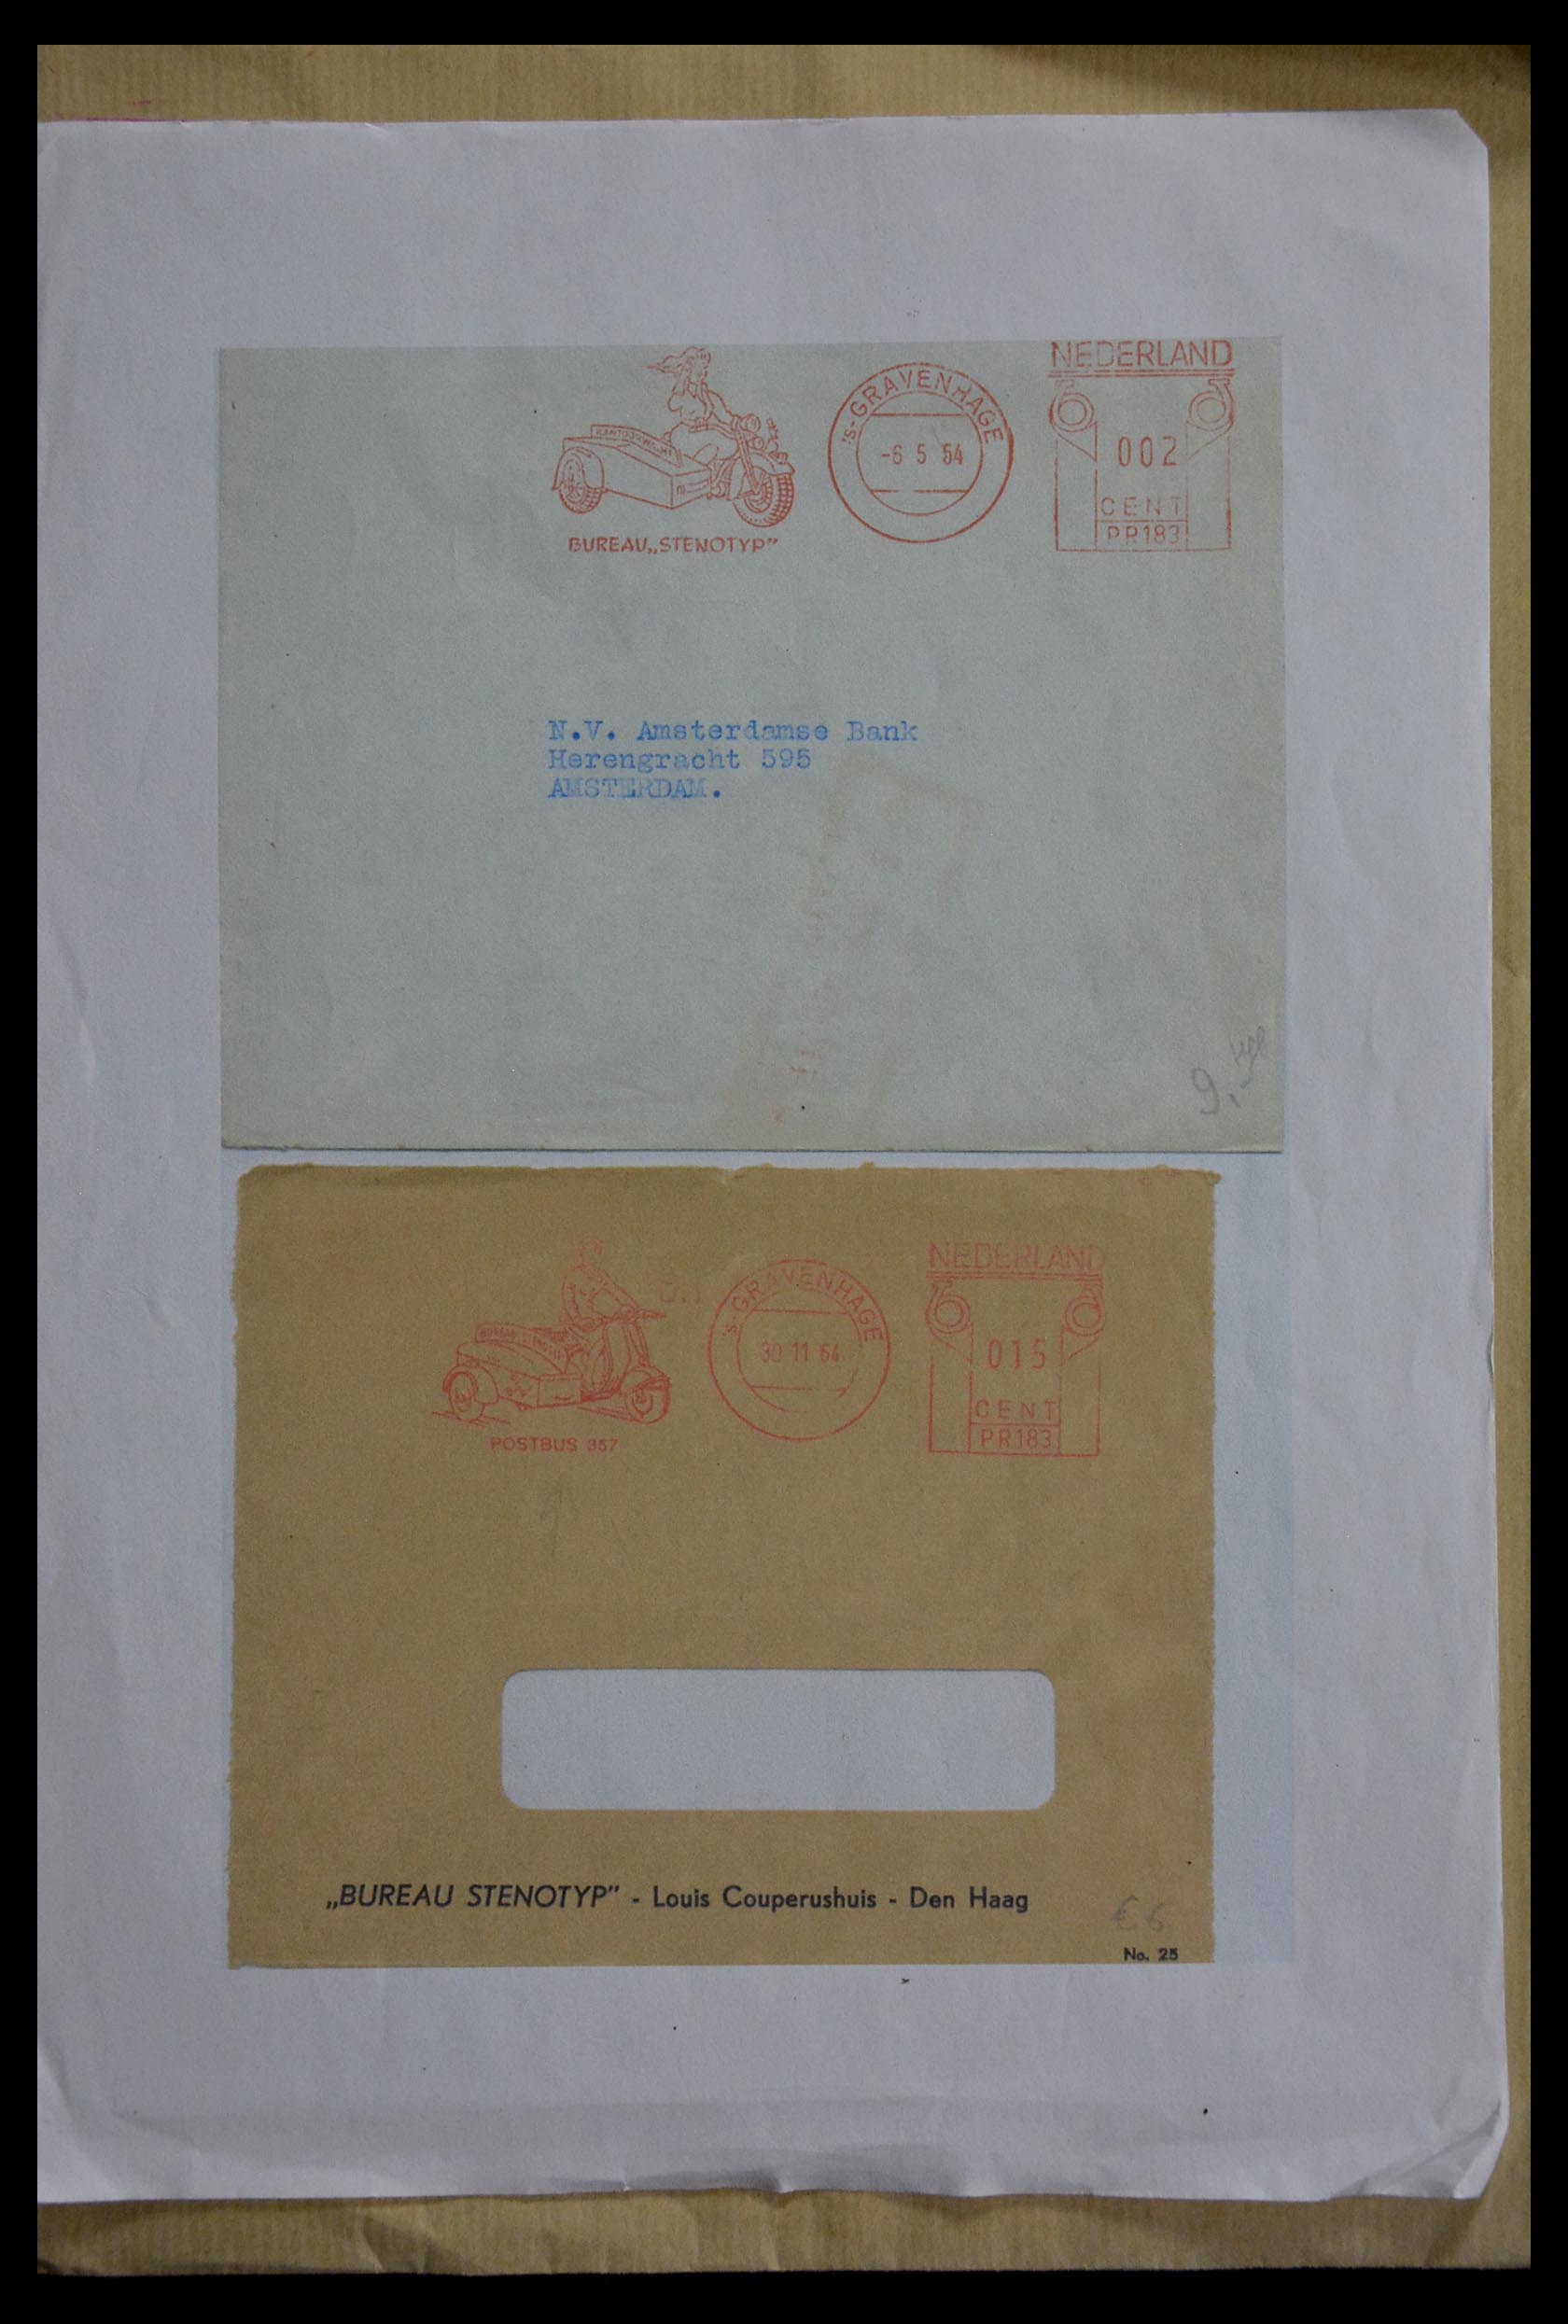 NEDERLAND
's-GRAVENHAGE
-6 5 54
002
CENT
PR183
BUREAU„STENOTYP”
N.V. Amsterdamse Bank
Herengracht 595
AMSTERDAM.
9,
NEDERLAND
's-GRAVENHAGE
30 11 64
015
CENT
PR183
POSTBUS 357
„BUREAU STENOTYP” - Louis Couperushuis - Den Haag
€6
No. 25